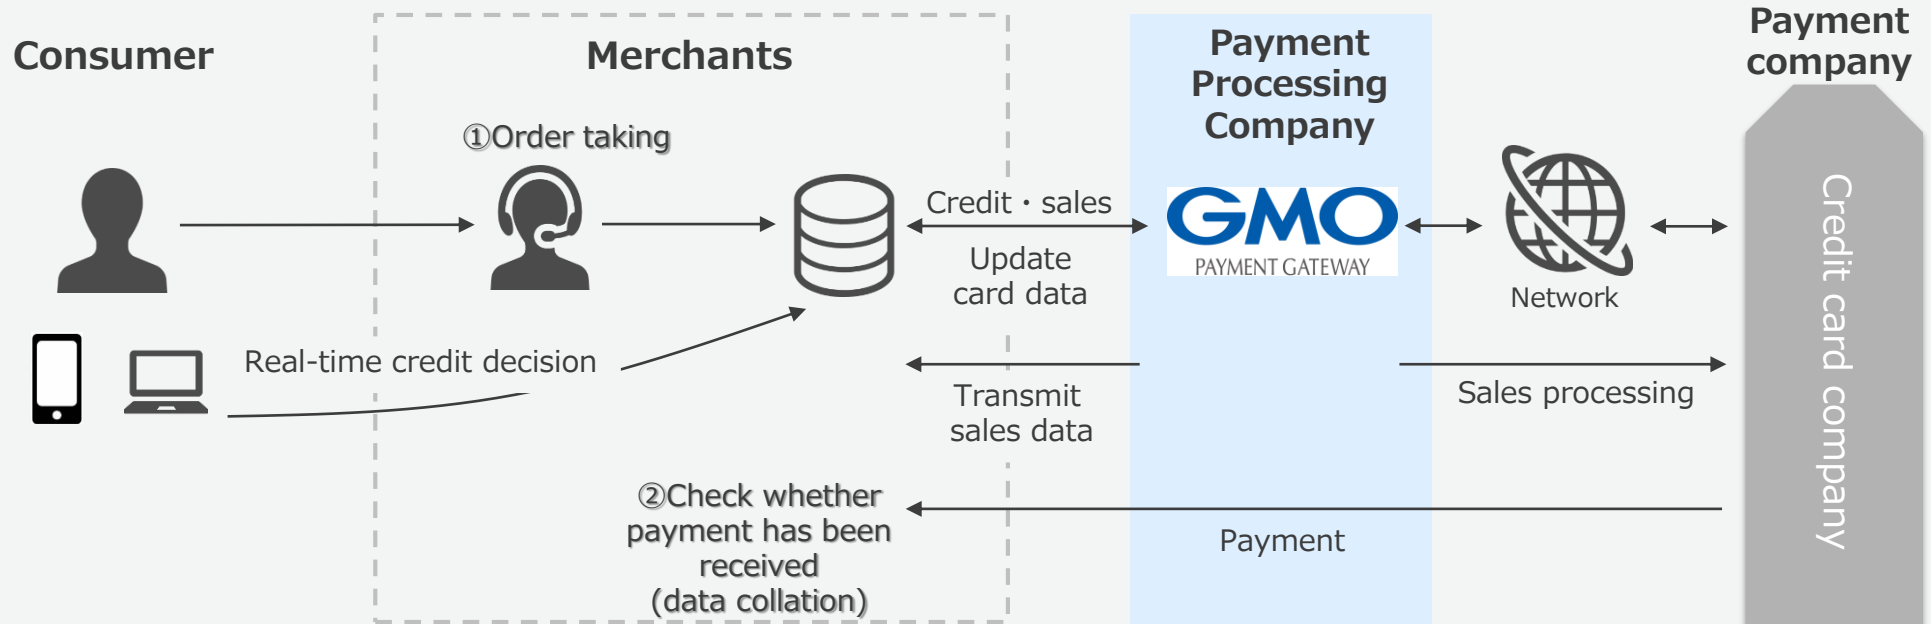 Consumer
Merchants
Payment
Processing
Company
Payment
company
①Order taking
Credit・sales
Update
card data
GMO
PAYMENT GATEWAY
Network
Real-time credit decision
Transmit
sales data
Sales processing
②Check whether
payment has been
received
(data collation)
Payment
Credit card company